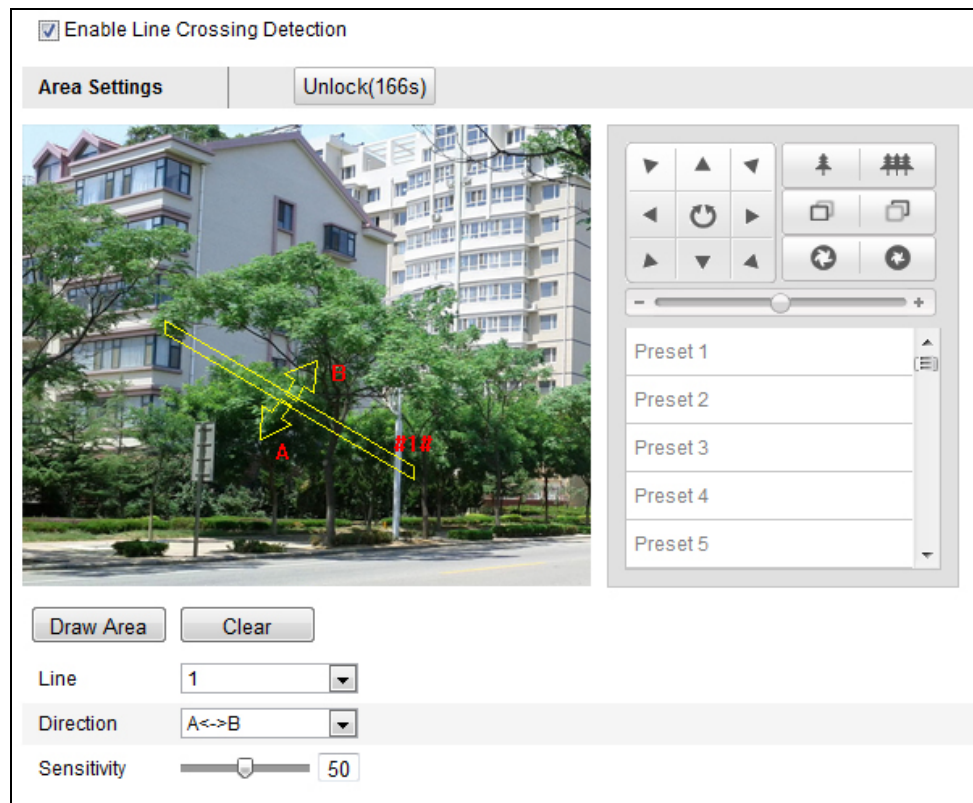 Enable Line Crossing Detection
Area Settings
Unlock(166s)
B
A
#1#
Preset 1
Preset 2
Preset 3
Preset 4
Preset 5
Draw Area
Clear
Line
1
Direction
A<->B
Sensitivity
50